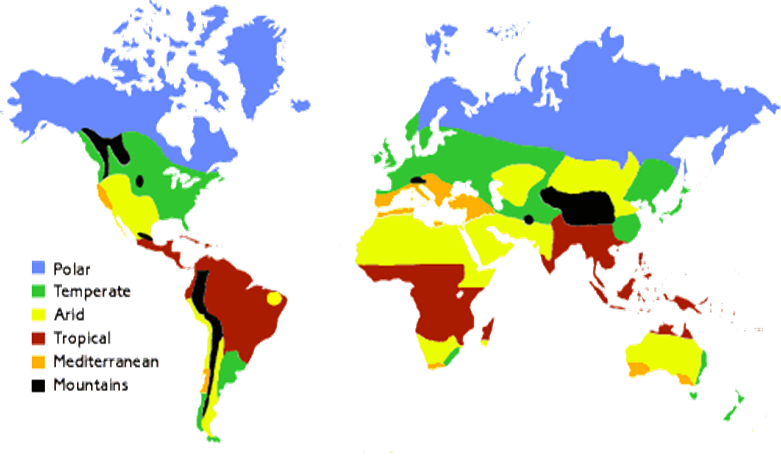 Polar
Temperate
Arid
Tropical
Mediterranean
Mountains